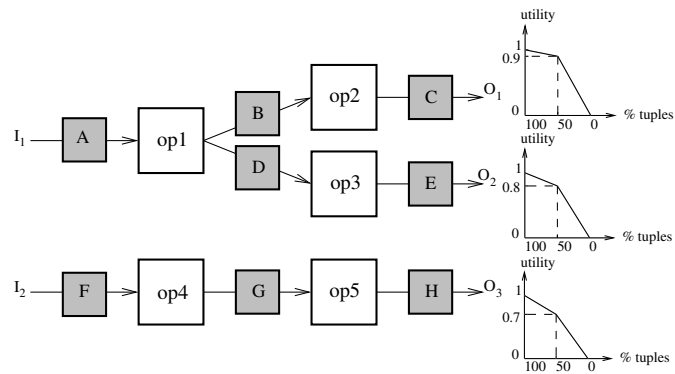 utility
1
0.9
0
100 50 0
% tuples
I1 A op1 B op2 C O1
D op3 E O2
utility
1
0.8
0
100 50 0
% tuples
I2 F op4 G op5 H O3
utility
1
0.7
0
100 50 0
% tuples